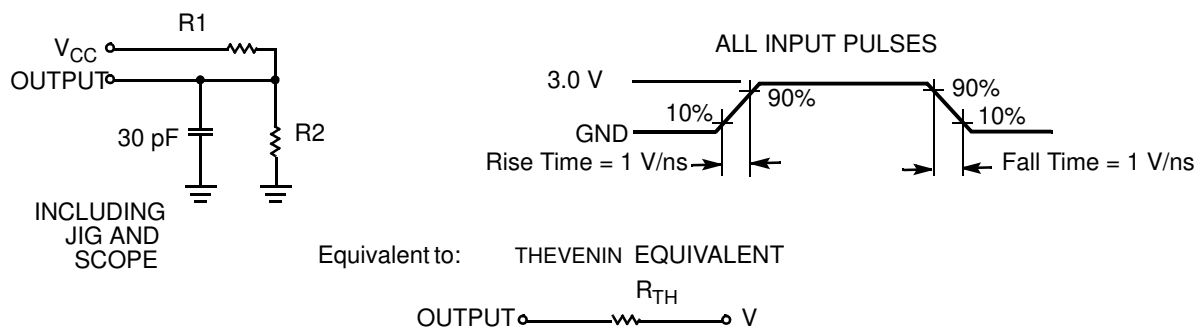 R1
V_CC
OUTPUT
30 pF
R2
INCLUDING
JIG AND
SCOPE
ALL INPUT PULSES
3.0 V
GND
10%
90%
90%
10%
Rise Time = 1 V/ns
Fall Time = 1 V/ns
Equivalent to: THEVENIN EQUIVALENT
R_TH
OUTPUT V